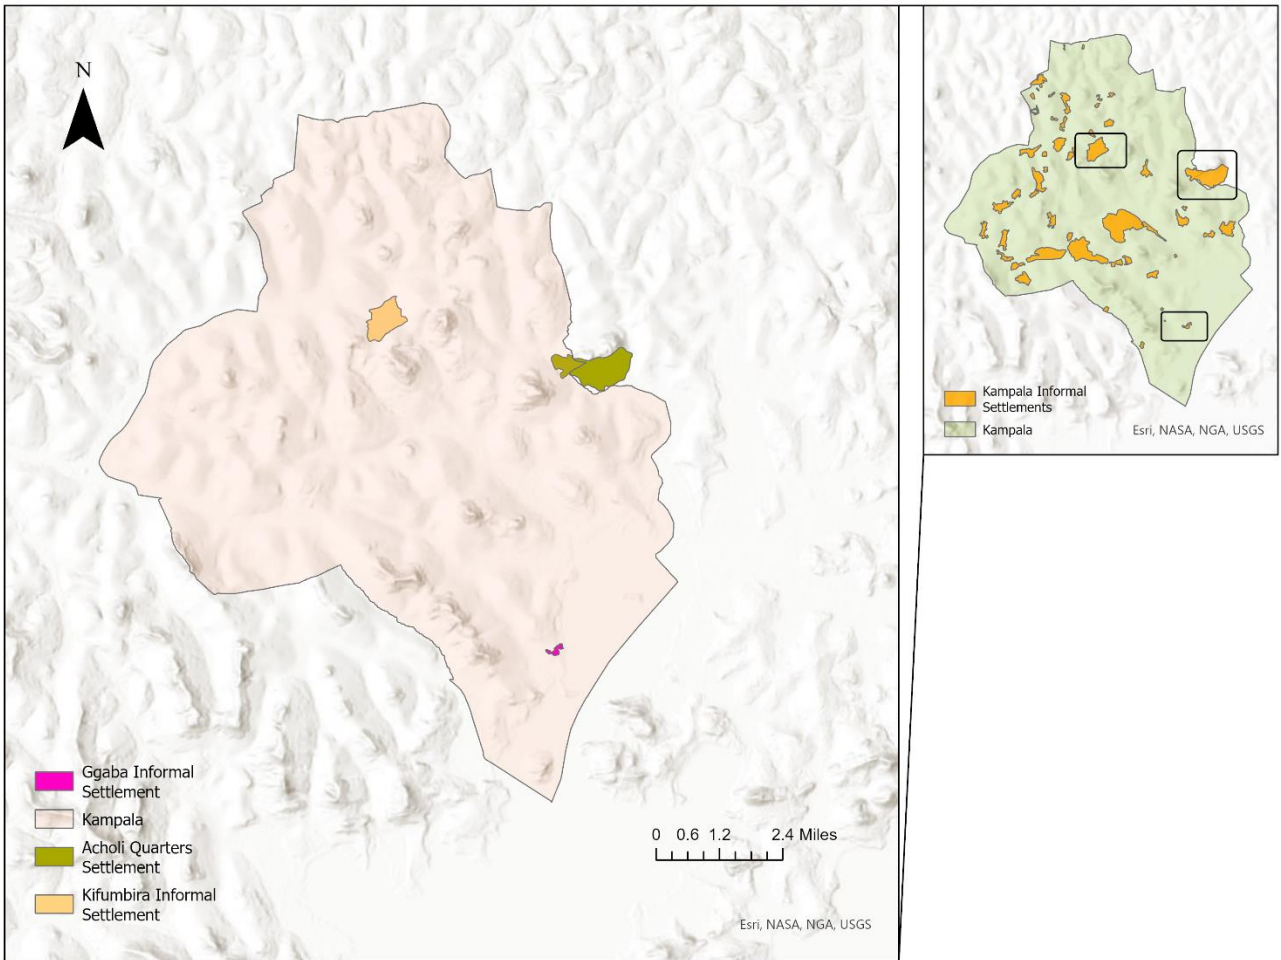 N
Ggaba Informal
Settlement
Kampala
Acholi Quarters
Settlement
Kifumbira Informal
Settlement
0 0.6 1.2 2.4 Miles
Esri, NASA, NGA, USGS
Kampala Informal
Settlements
Kampala
Esri, NASA, NGA, USGS